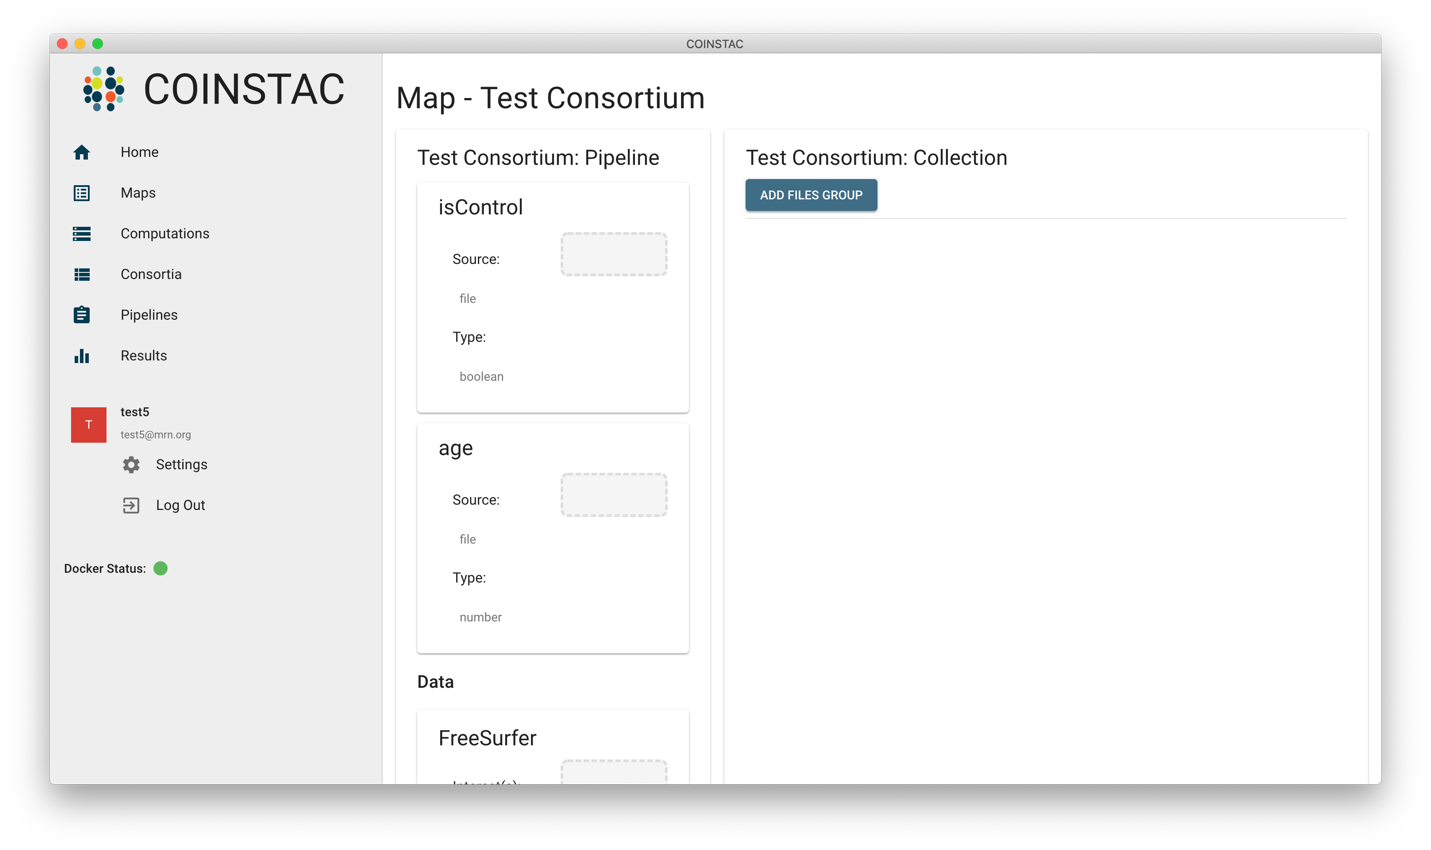 COINSTAC
COINSTAC
Home
Maps
Computations
Consortia
Pipelines
Results
T
test5
test5@mrn.org
Settings
Log Out
Docker Status:
Map - Test Consortium
Test Consortium: Pipeline
isControl
Source:
file
Type:
boolean
age
Source:
file
Type:
number
Data
FreeSurfer
Interest(s):
Test Consortium: Collection
ADD FILES GROUP